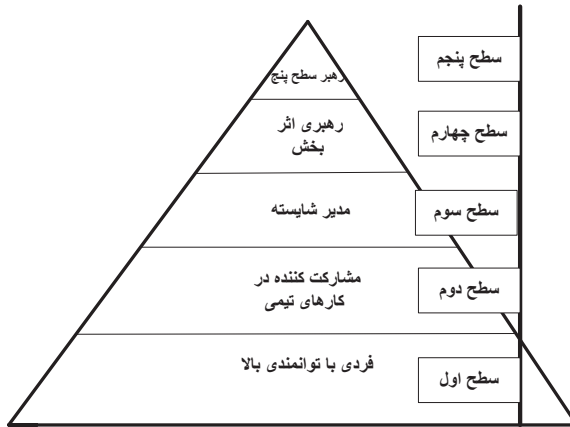 سطح پنجم
رهبر سطح پنج
سطح چهارم
رهبری اثر
بخش
سطح سوم
مدیر شایسته
سطح دوم
مشارکت کننده در
کارهای تیمی
سطح اول
فردی با توانمندی بالا